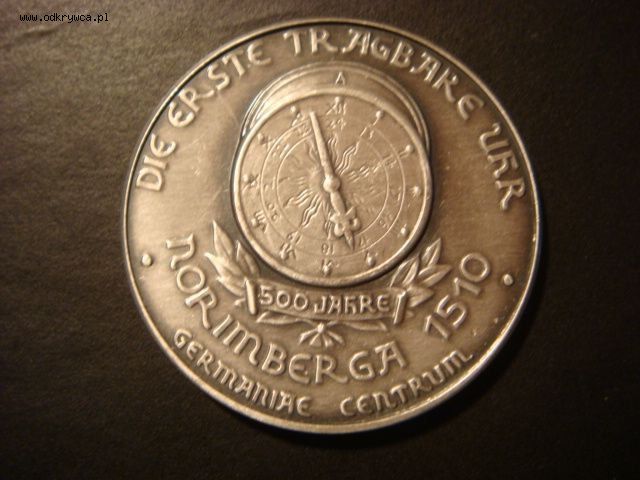 www.odkrywca.pl
DIE ERSTE TRAGBARE UHR
A
500 JAHRE
NORIMBERGA 1510
GERMANIAE CENTRUM